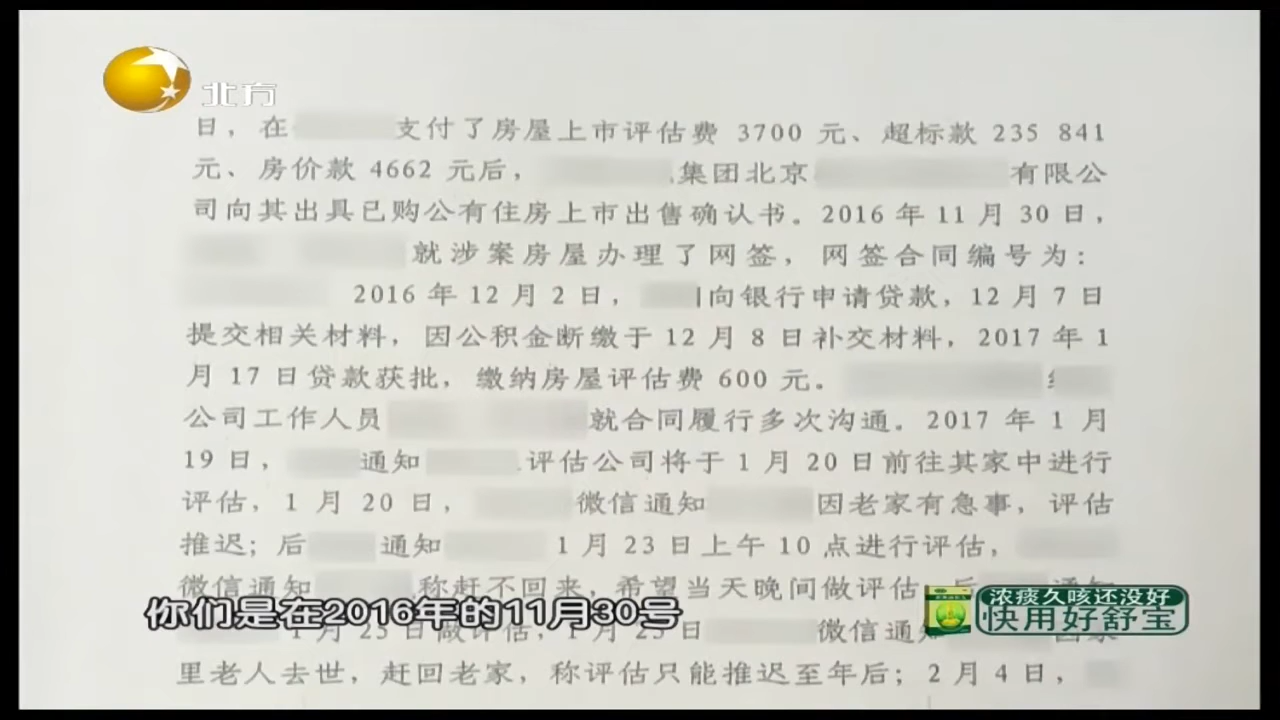 北方
日，在 支付了房屋上市评估费 3700 元、超标款 235 841
元、房价款 4662 元后， 集团北京 有限公
司向其出具已购公有住房上市出售确认书。2016 年 11 月 30 日，
就涉案房屋办理了网签，网签合同编号为：
2016 年 12 月 2 日， 向银行申请贷款，12 月 7 日
提交相关材料，因公积金断缴于 12 月 8 日补交材料，2017 年 1
月 17 日贷款获批，缴纳房屋评估费 600 元。
公司工作人员 就合同履行多次沟通。2017 年 1 月
19 日， 通知 评估公司将于 1 月 20 日前往其家中进行
评估，1 月 20 日， 微信通知 因老家有急事，评估
推迟；后 通知 1 月 23 日上午 10 点进行评估，
微信通知 称赶不回来，希望当天晚间做评估
你们是在2016年的11月30号
浓痰久咳还没好
快用好舒宝
1 月 25 日做评估，1 月 25 日 微信通知
里老人去世，赶回老家，称评估只能推迟至年后；2 月 4 日，